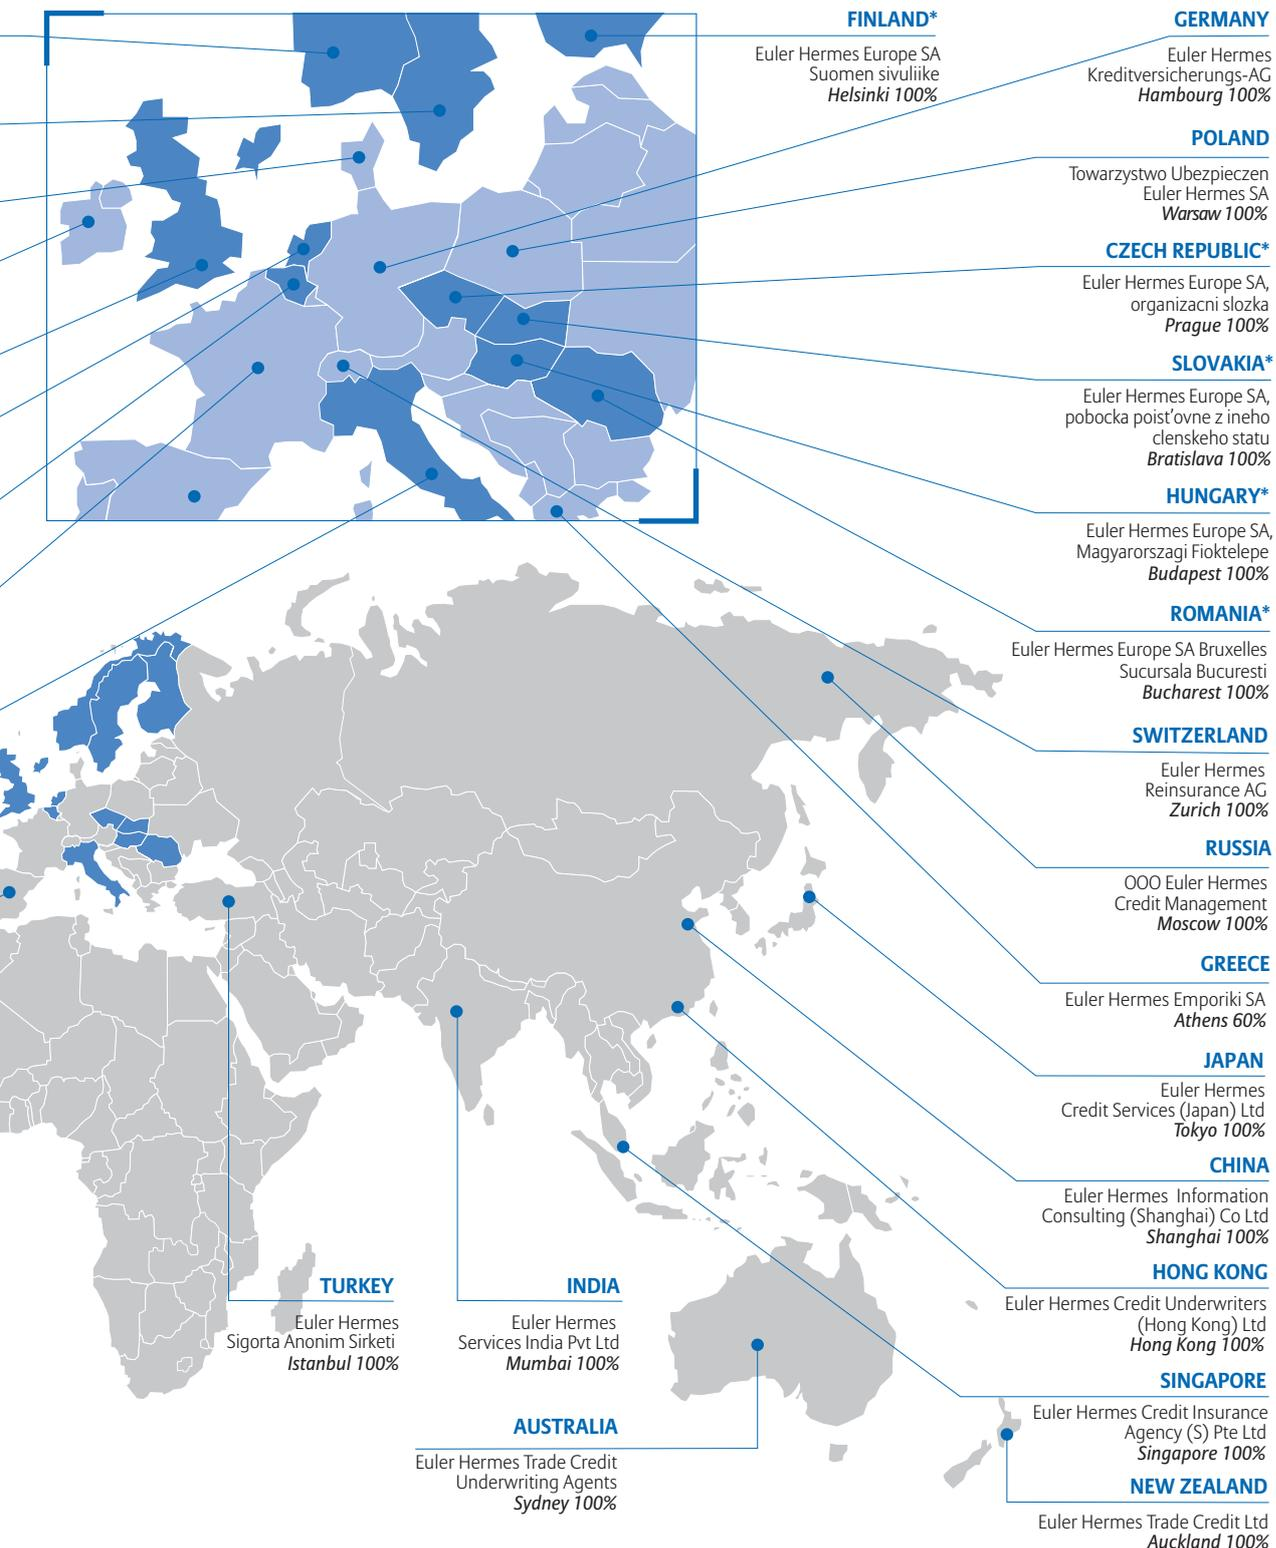 FINLAND*
Euler Hermes Europe SA
Suomen sivuliike
Helsinki 100%
GERMANY
Euler Hermes
Kreditversicherungs-AG
Hambourg 100%
POLAND
Towarzystwo Ubezpieczen
Euler Hermes SA
Warsaw 100%
CZECH REPUBLIC*
Euler Hermes Europe SA,
organizacni slozka
Prague 100%
SLOVAKIA*
Euler Hermes Europe SA,
pobocka poist'ovne z ineho
clenskeho statu
Bratislava 100%
HUNGARY*
Euler Hermes Europe SA,
Magyarorszagi Fioktelepe
Budapest 100%
ROMANIA*
Euler Hermes Europe SA Bruxelles
Sucursala Bucuresti
Bucharest 100%
SWITZERLAND
Euler Hermes
Reinsurance AG
Zurich 100%
RUSSIA
OOO Euler Hermes
Credit Management
Moscow 100%
GREECE
Euler Hermes Emporiki SA
Athens 60%
JAPAN
Euler Hermes
Credit Services (Japan) Ltd
Tokyo 100%
CHINA
Euler Hermes Information
Consulting (Shanghai) Co Ltd
Shanghai 100%
HONG KONG
Euler Hermes Credit Underwriters
(Hong Kong) Ltd
Hong Kong 100%
SINGAPORE
Euler Hermes Credit Insurance
Agency (S) Pte Ltd
Singapore 100%
NEW ZEALAND
Euler Hermes Trade Credit Ltd
Auckland 100%
TURKEY
Euler Hermes
Sigorta Anonim Sirketi
Istanbul 100%
INDIA
Euler Hermes
Services India Pvt Ltd
Mumbai 100%
AUSTRALIA
Euler Hermes Trade Credit
Underwriting Agents
Sydney 100%